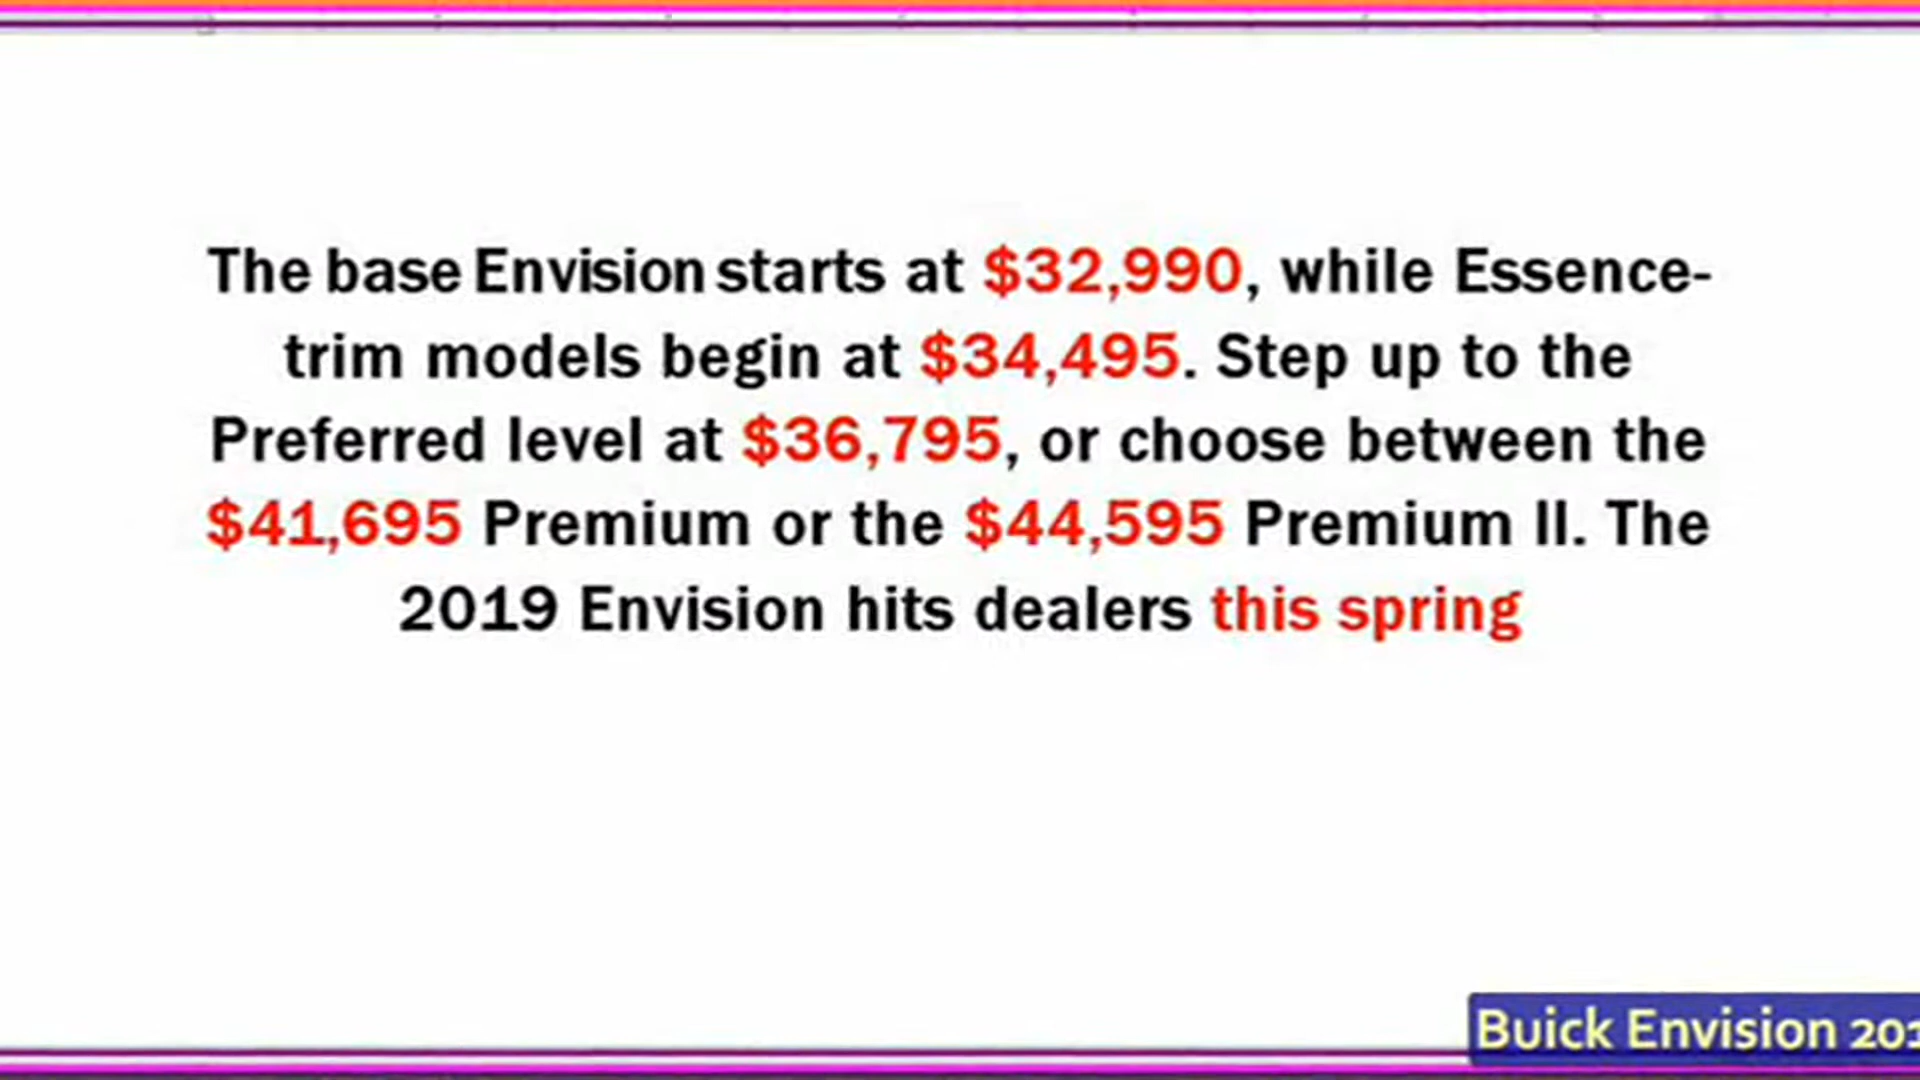 The base Envision starts at $32,990, while Essence-
trim models begin at $34,495. Step up to the
Preferred level at $36,795, or choose between the
$41,695 Premium or the $44,595 Premium II. The
2019 Envision hits dealers this spring
Buick Envision 201